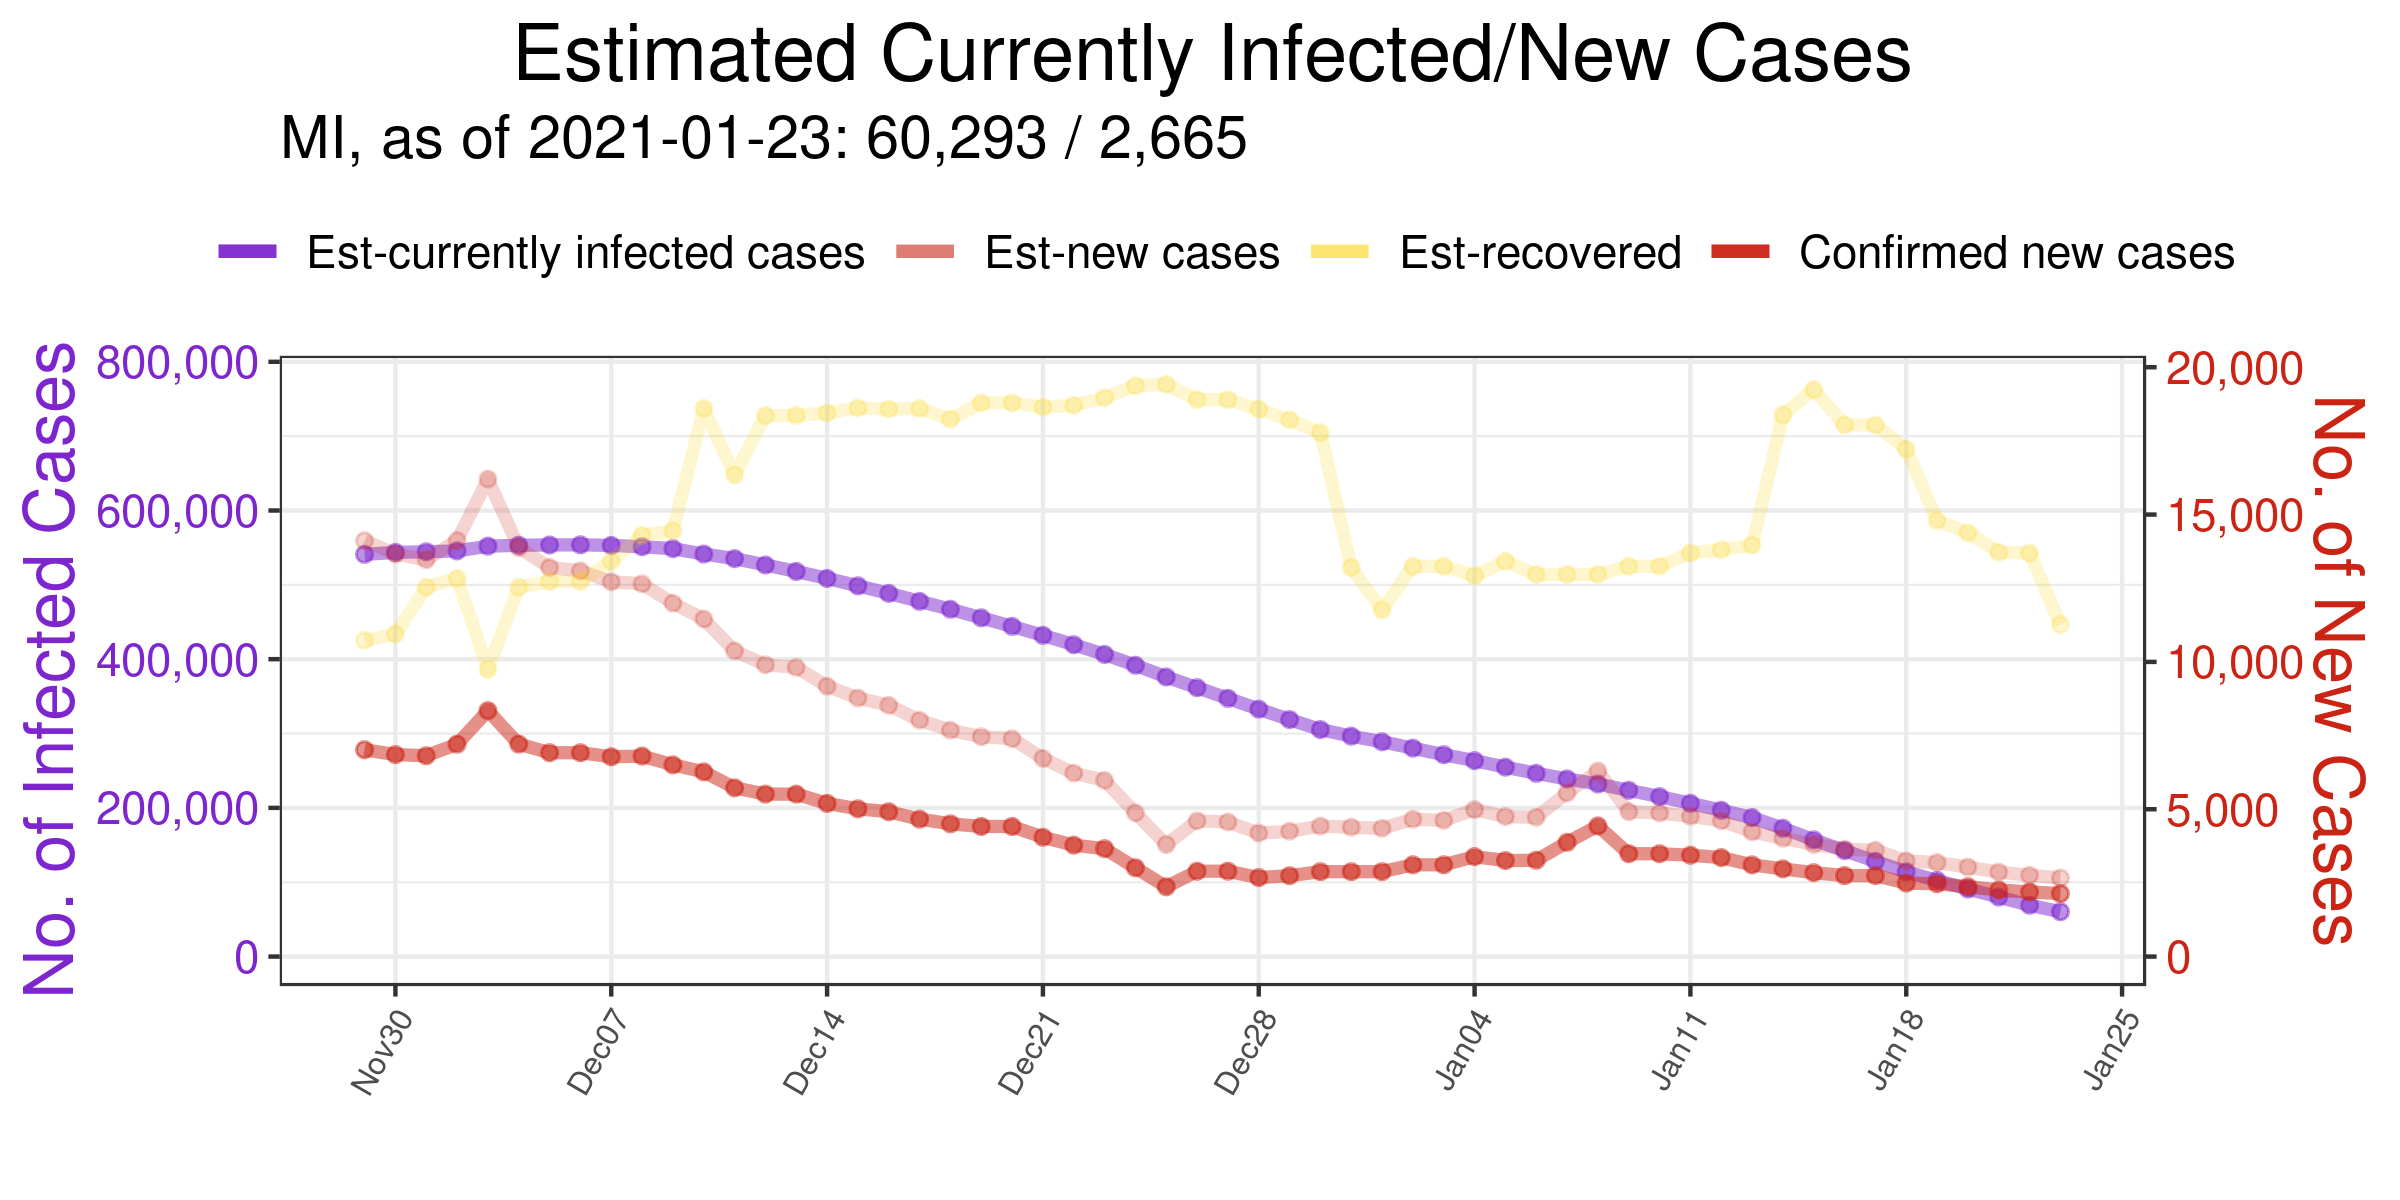 Estimated Currently Infected/New Cases
MI, as of 2021-01-23: 60,293 / 2,665
Est-currently infected cases Est-new cases Est-recovered Confirmed new cases
No. of Infected Cases
800,000
600,000
400,000
200,000
0
20,000
15,000
10,000
5,000
0
No. of New Cases
Nov30 Dec07 Dec14 Dec21 Dec28 Jan04 Jan11 Jan18 Jan25